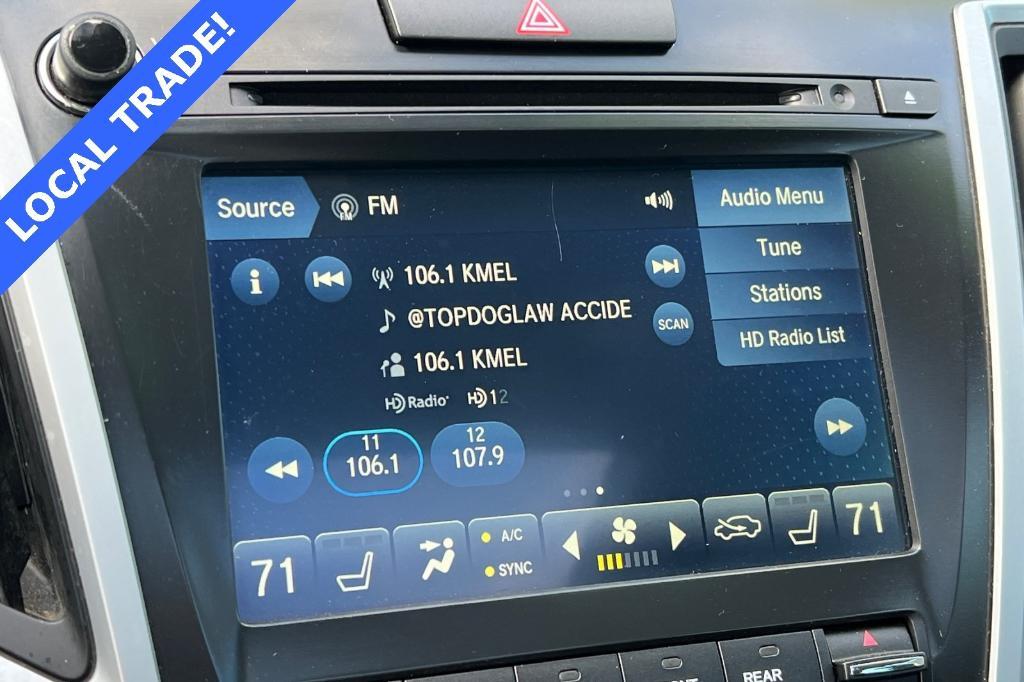 LOCAL TRADE!
Source
FM
Audio Menu
Tune
Stations
HD Radio List
106.1 KMEL
@TOPDOGLAW ACCIDE
106.1 KMEL
SCAN
HD Radio HD 1 2
11
106.1
12
107.9
71
A/C
SYNC
71
REAR